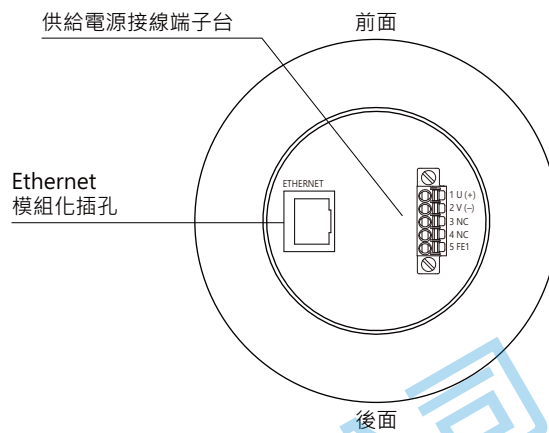 供給電源接線端子台
前面
Ethernet
模組化插孔
ETHERNET
1 U (+)
2 V (–)
3 NC
4 NC
5 FE1
後面
司